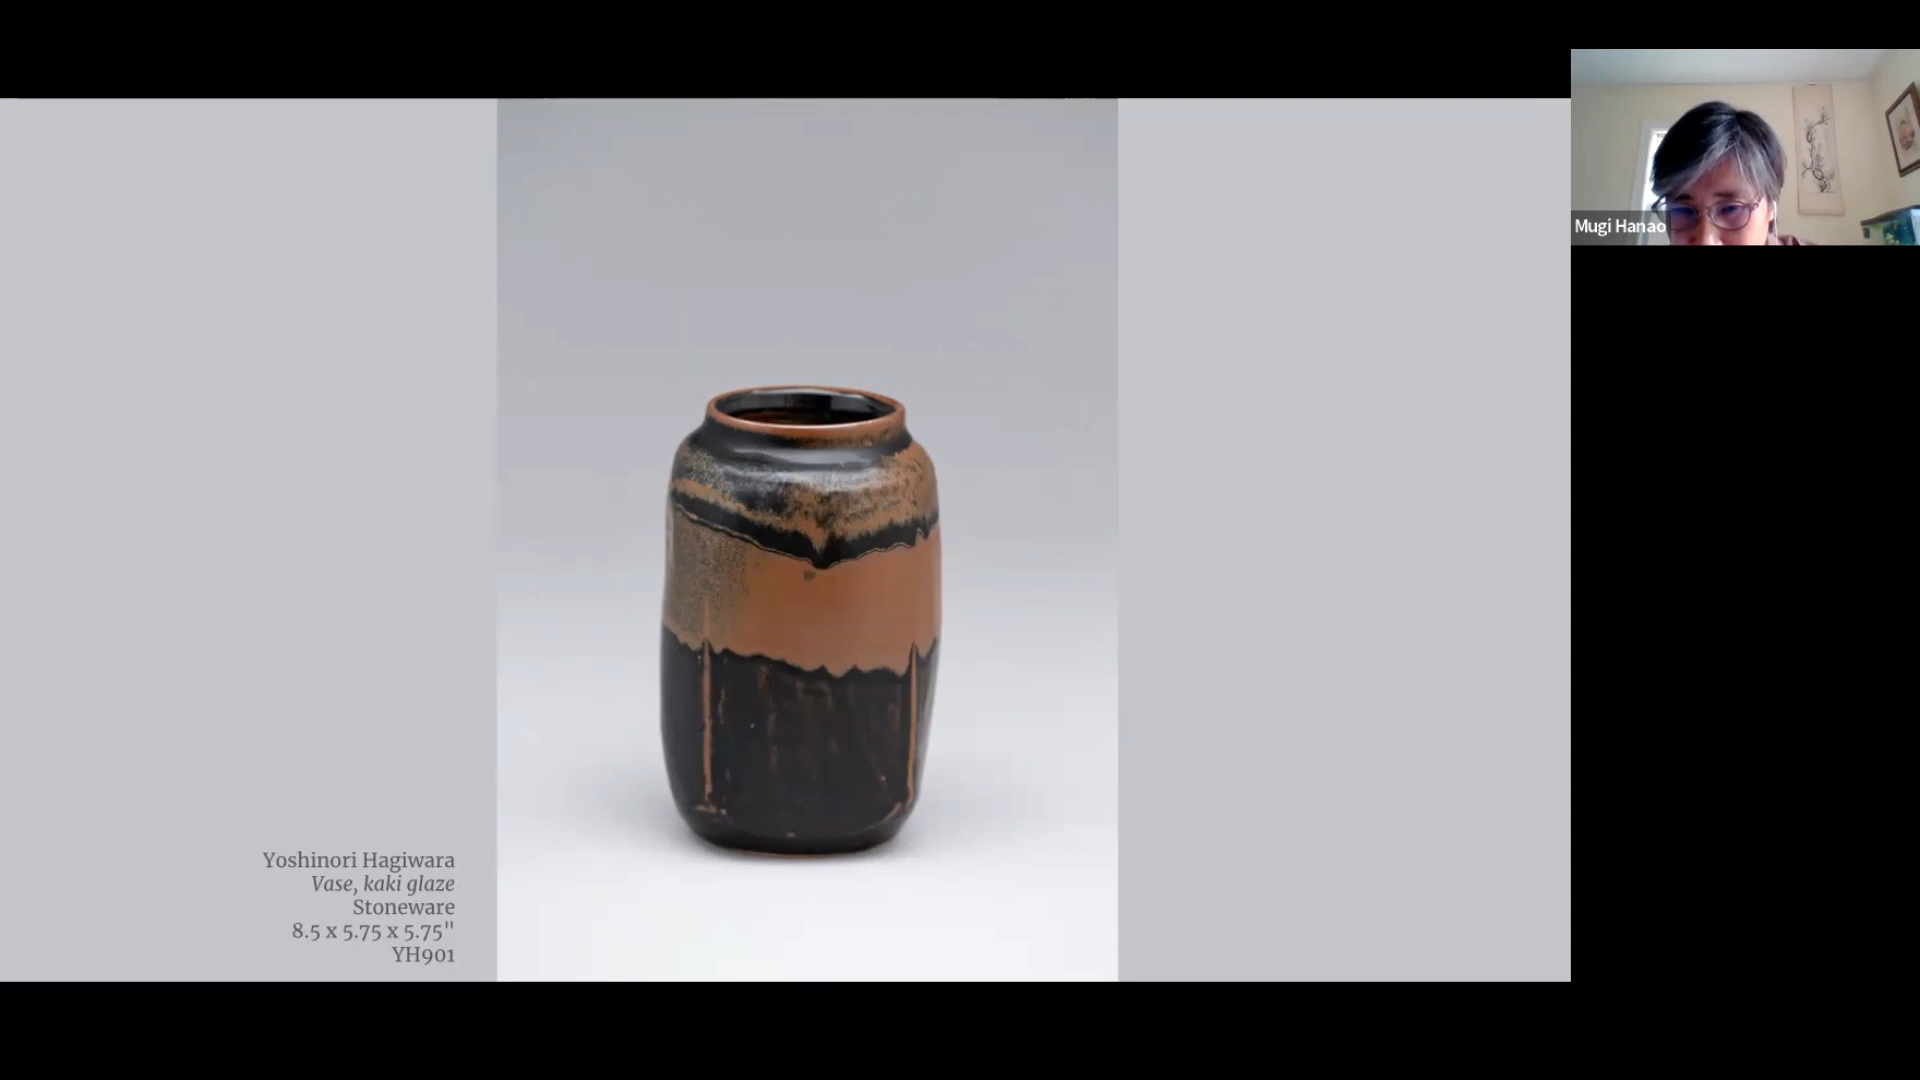 Mugi Hanao
Yoshinori Hagiwara
Vase, kaki glaze
Stoneware
8.5 x 5.75 x 5.75"
YH901